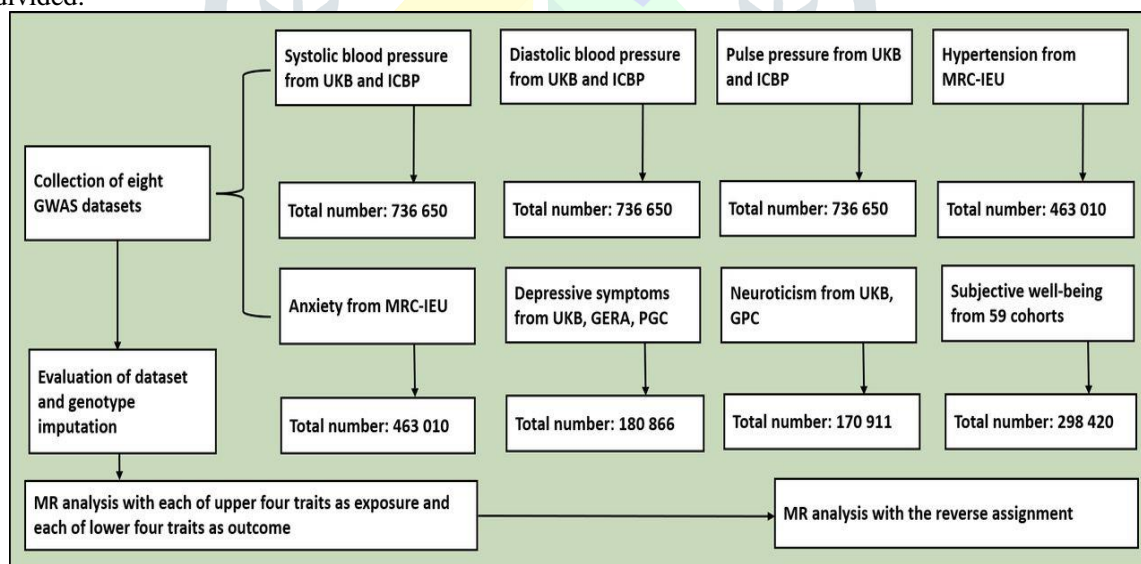 divided.
Systolic blood pressure
from UKB and ICBP
Diastolic blood pressure
from UKB and ICBP
Pulse pressure from UKB
and ICBP
Hypertension from
MRC-IEU
Collection of eight
GWAS datasets
Total number: 736 650
Total number: 736 650
Total number: 736 650
Total number: 463 010
Anxiety from MRC-IEU
Depressive symptoms
from UKB, GERA, PGC
Neuroticism from UKB,
GPC
Subjective well-being
from 59 cohorts
Evaluation of dataset
and genotype
imputation
Total number: 463 010
Total number: 180 866
Total number: 170 911
Total number: 298 420
MR analysis with each of upper four traits as exposure and
each of lower four traits as outcome
MR analysis with the reverse assignment